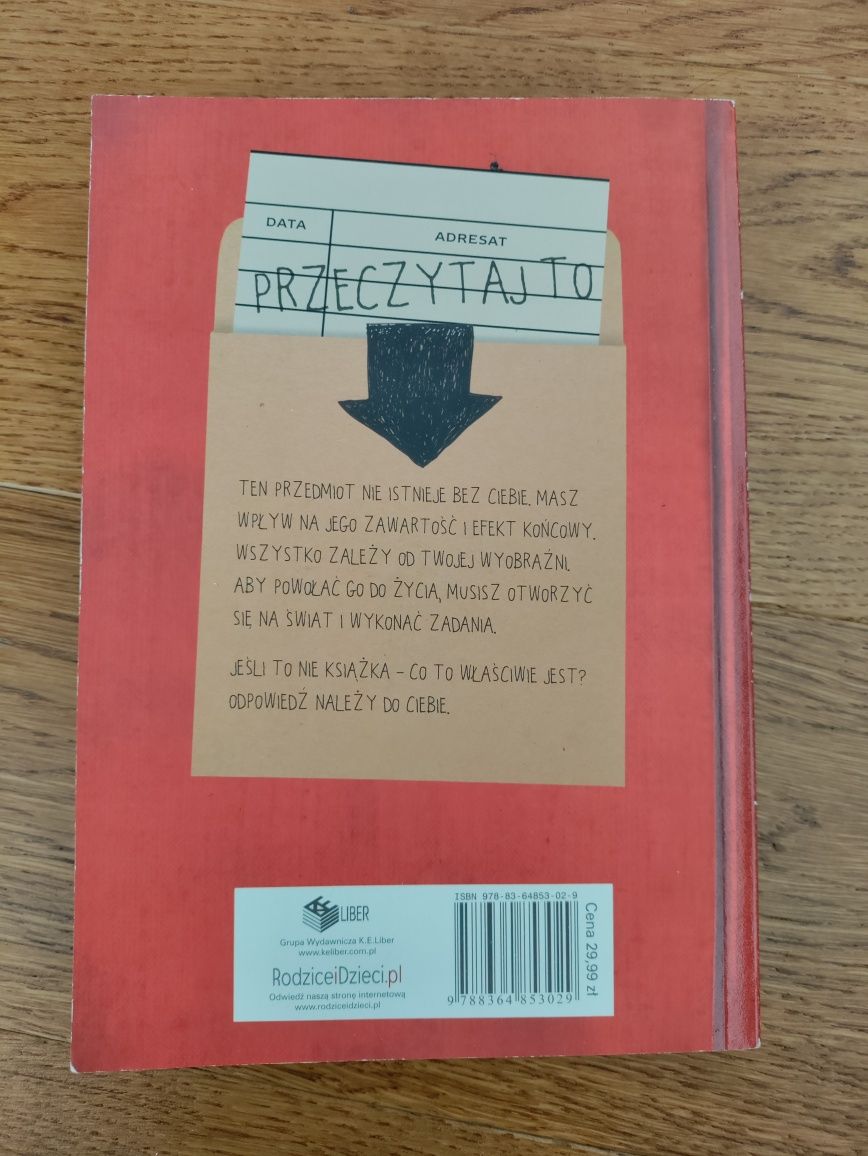 DATA
ADRESAT
PRZECZYTAJ TO
TEN PRZEDMIOT NIE ISTNIEJE BEZ CIEBIE. MASZ
WPŁYW NA JEGO ZAWARTOŚĆ I EFEKT KOŃCOWY.
WSZYSTKO ZALEŻY OD TWOJEJ WYOBRAŹNI.
ABY POWOŁAĆ GO DO ŻYCIA, MUSISZ OTWORZYĆ
SIĘ NA ŚWIAT I WYKONAĆ ZADANIA.
JEŚLI TO NIE KSIĄŻKA – CO TO WŁAŚCIWIE JEST?
ODPOWIEDŹ NALEŻY DO CIEBIE.
KE LIBER
Grupa Wydawnicza K.E.Liber
www.keliber.com.pl
RodziceiDzieci.pl
Odwiedź naszą stronę internetową
www.rodziceidzieci.pl
ISBN 978-83-64853-02-9
9 788364 853029
Cena 29,99 zł